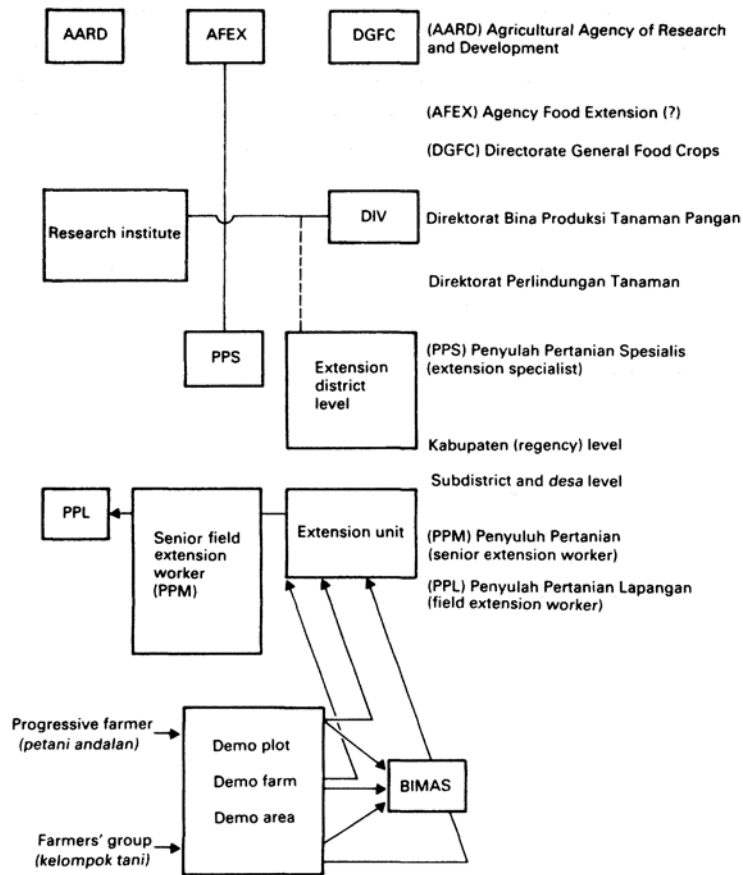 AARD
AFEX
DGFC
(AARD) Agricultural Agency of Research
and Development
(AFEX) Agency Food Extension (?)
(DGFC) Directorate General Food Crops
Research institute
DIV
Direktorat Bina Produksi Tanaman Pangan
Direktorat Perlindungan Tanaman
PPS
Extension
district
level
(PPS) Penyulah Pertanian Spesialis
(extension specialist)
Kabupaten (regency) level
Subdistrict and desa level
PPL
Senior field
extension
worker
(PPM)
Extension unit
(PPM) Penyuluh Pertanian
(senior extension worker)
(PPL) Penyulah Pertanian Lapangan
(field extension worker)
Progressive farmer
(petani andalan)
Demo plot
Demo farm
Demo area
BIMAS
Farmers' group
(kelompok tani)